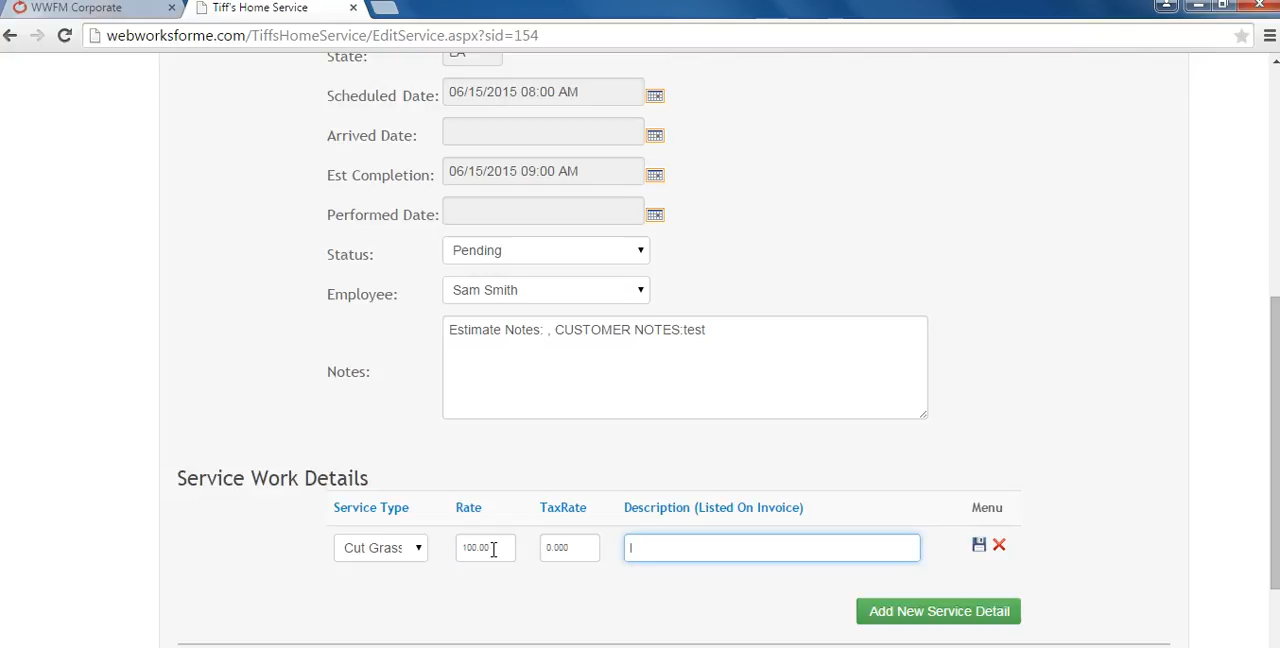 WWFM Corporate
Tiff's Home Service
webworksforme.com/TiffsHomeService/EditService.aspx?sid=154
State: LA
Scheduled Date: 06/15/2015 08:00 AM
Arrived Date:
Est Completion: 06/15/2015 09:00 AM
Performed Date:
Status: Pending
Employee: Sam Smith
Estimate Notes: , CUSTOMER NOTES:test
Notes:
Service Work Details
Service Type Rate TaxRate Description (Listed On Invoice) Menu
Cut Grass 100.00 0.000
Add New Service Detail